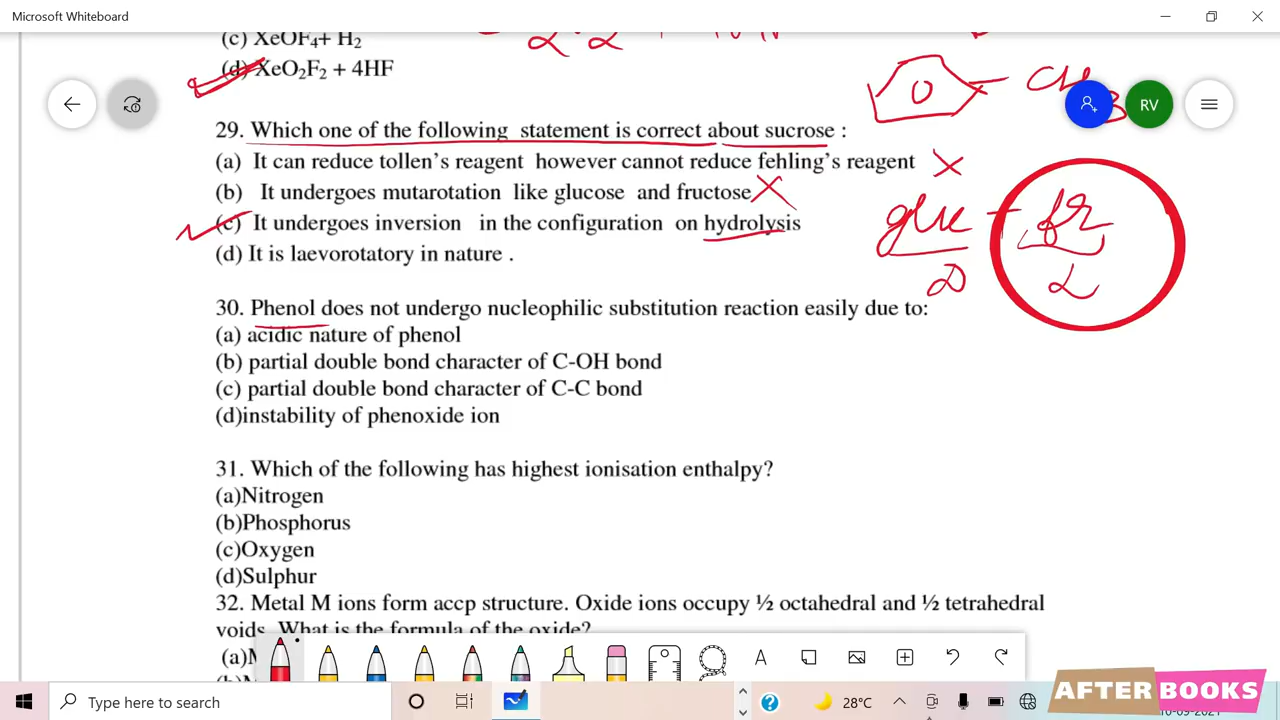 Microsoft Whiteboard
(c) XeOF₄+ H₂
(d) XeO₂F₂ + 4HF
O
CH3
RV
29. Which one of the following statement is correct about sucrose :
(a) It can reduce tollen's reagent however cannot reduce fehling's reagent
(b) It undergoes mutarotation like glucose and fructose
(c) It undergoes inversion in the configuration on hydrolysis
(d) It is laevorotatory in nature .
glu + fr
D L
30. Phenol does not undergo nucleophilic substitution reaction easily due to:
(a) acidic nature of phenol
(b) partial double bond character of C-OH bond
(c) partial double bond character of C-C bond
(d)instability of phenoxide ion
31. Which of the following has highest ionisation enthalpy?
(a)Nitrogen
(b)Phosphorus
(c)Oxygen
(d)Sulphur
32. Metal M ions form accp structure. Oxide ions occupy ½ octahedral and ½ tetrahedral
voids. What is the formula of the oxide?
(a)M
A
AFTER BOOKS
Type here to search
28°C
10-09-2021